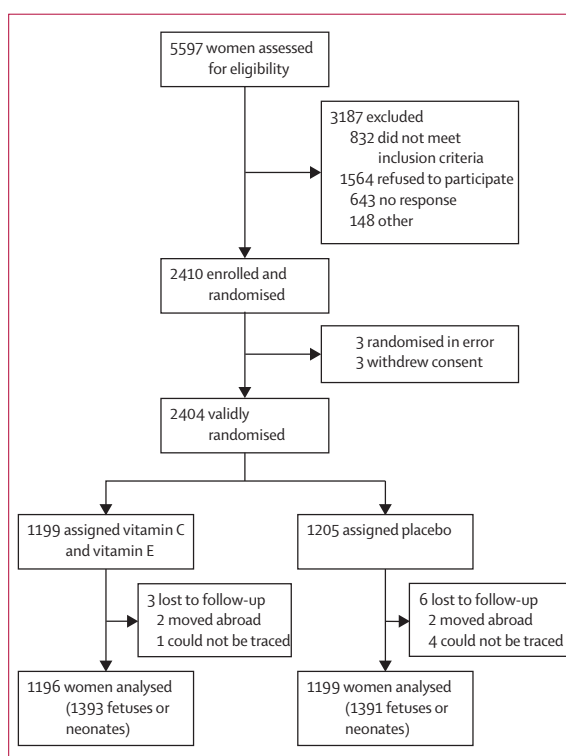 5597 women assessed
for eligibility
3187 excluded
832 did not meet
inclusion criteria
1564 refused to participate
643 no response
148 other
2410 enrolled and
randomised
3 randomised in error
3 withdrew consent
2404 validly
randomised
1199 assigned vitamin C
and vitamin E
1205 assigned placebo
3 lost to follow-up
2 moved abroad
1 could not be traced
6 lost to follow-up
2 moved abroad
4 could not be traced
1196 women analysed
(1393 fetuses or
neonates)
1199 women analysed
(1391 fetuses or
neonates)